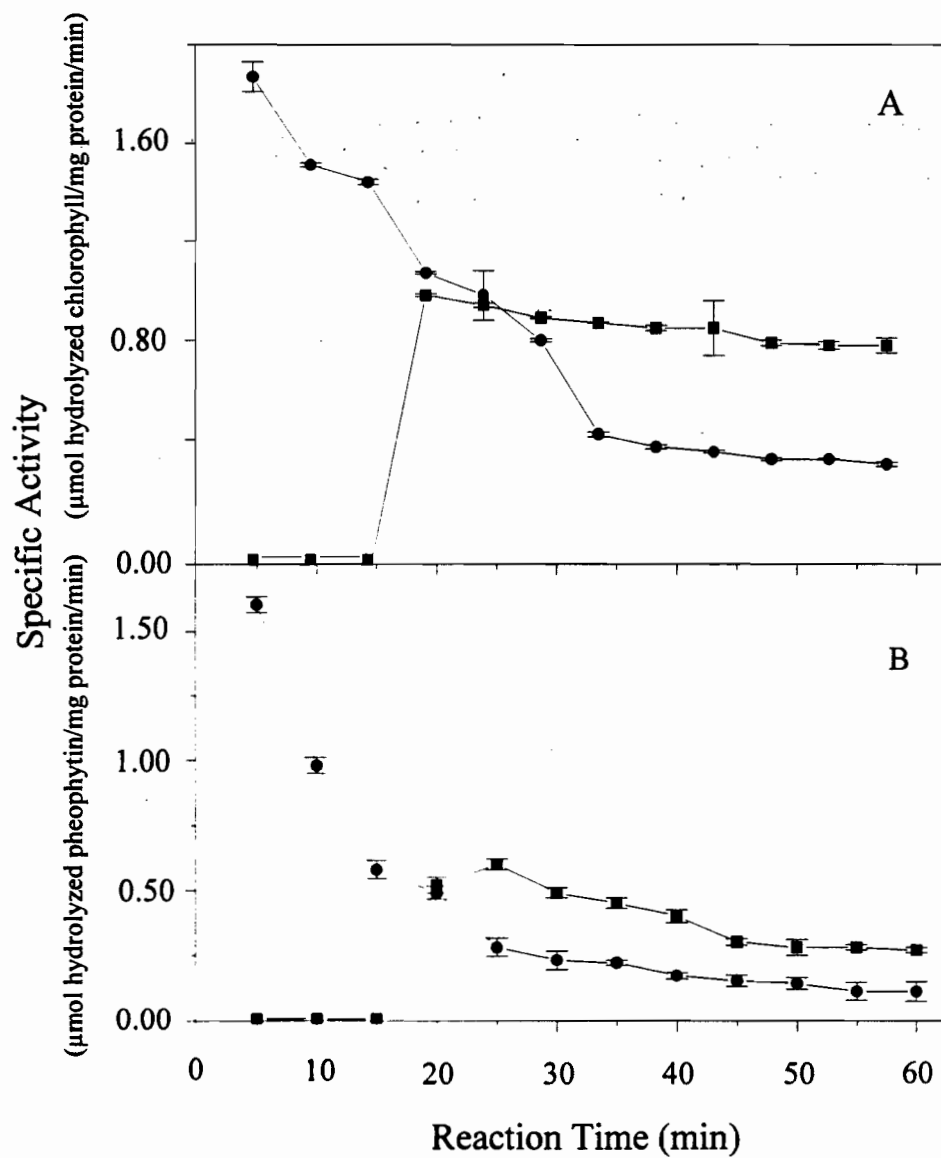 Specific Activity
(μmol hydrolyzed chlorophyll/mg protein/min)
(μmol hydrolyzed pheophytin/mg protein/min)
A
1.60
0.80
0.00
B
1.50
1.00
0.50
0.00
0 10 20 30 40 50 60
Reaction Time (min)